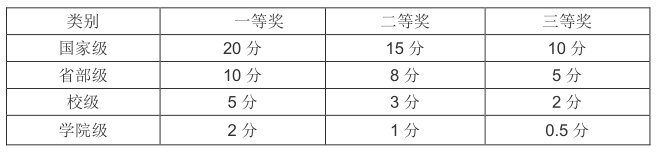 类别 一等奖 二等奖 三等奖
国家级 20 分 15 分 10 分
省部级 10 分 8 分 5 分
校级 5 分 3 分 2 分
学院级 2 分 1 分 0.5 分